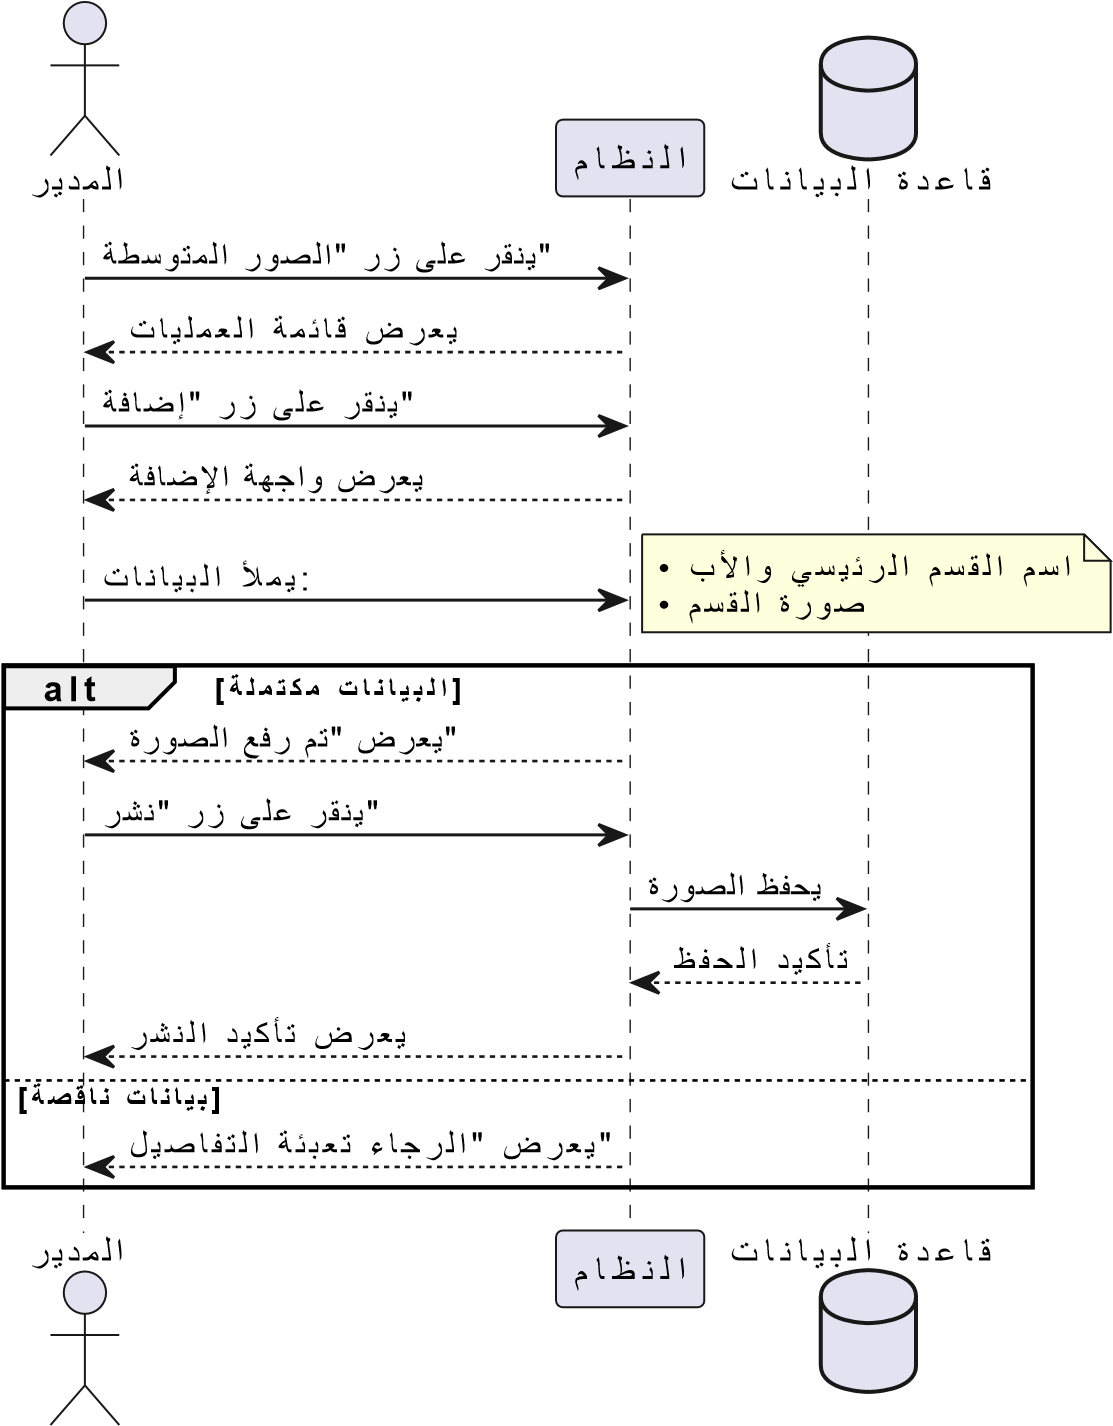 المدير
النظام
قاعدة البيانات
ينقر على زر "الصور المتوسطة"
يعرض قائمة العمليات
ينقر على زر "إضافة"
يعرض واجهة الإضافة
يملأ البيانات:
• اسم القسم الرئيسي والأب
• صورة القسم
alt [البيانات مكتملة]
يعرض "تم رفع الصورة"
ينقر على زر "نشر"
يحفظ الصورة
تأكيد الحفظ
يعرض تأكيد النشر
[بيانات ناقصة]
يعرض "الرجاء تعبئة التفاصيل"
المدير
النظام
قاعدة البيانات